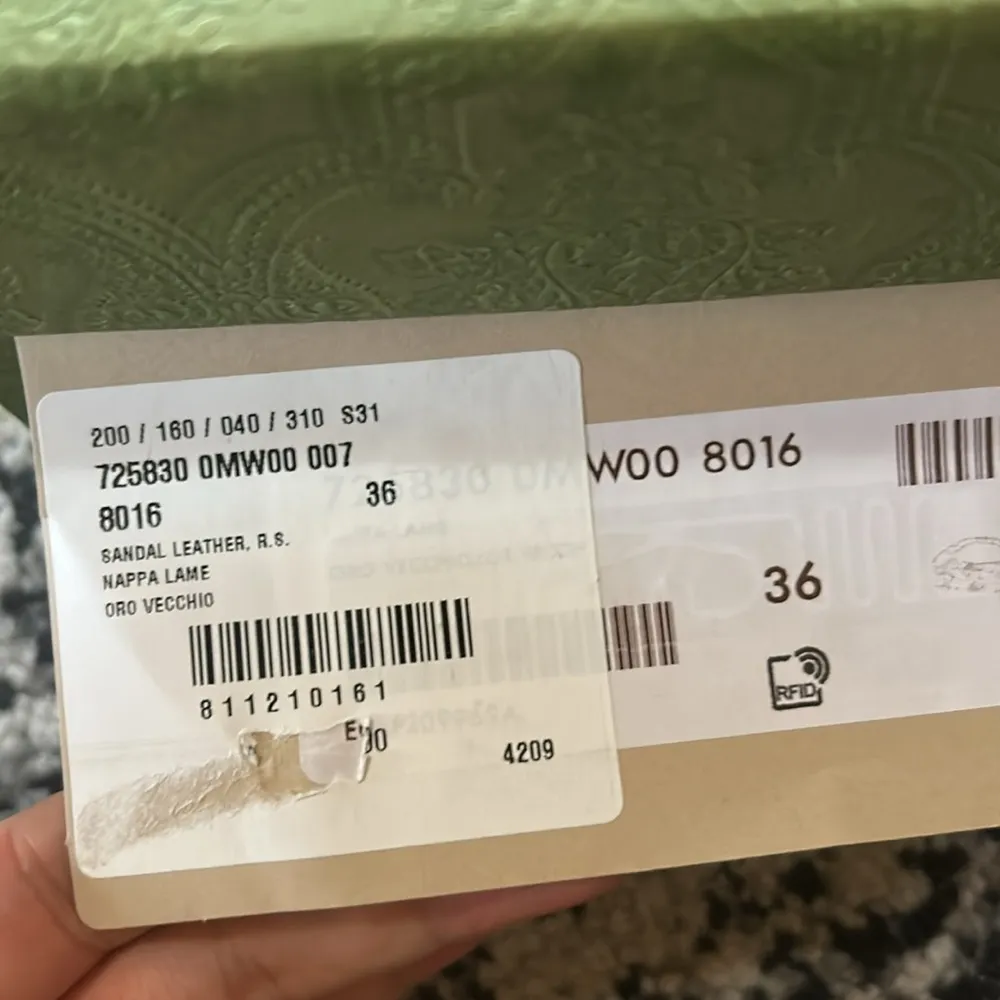 200 / 160 / 040 / 310 S31
725830 0MW00 007
8016 36
SANDAL LEATHER, R.S.
NAPPA LAME
ORO VECCHIO
811210161
4209
W00 8016
36
RFID